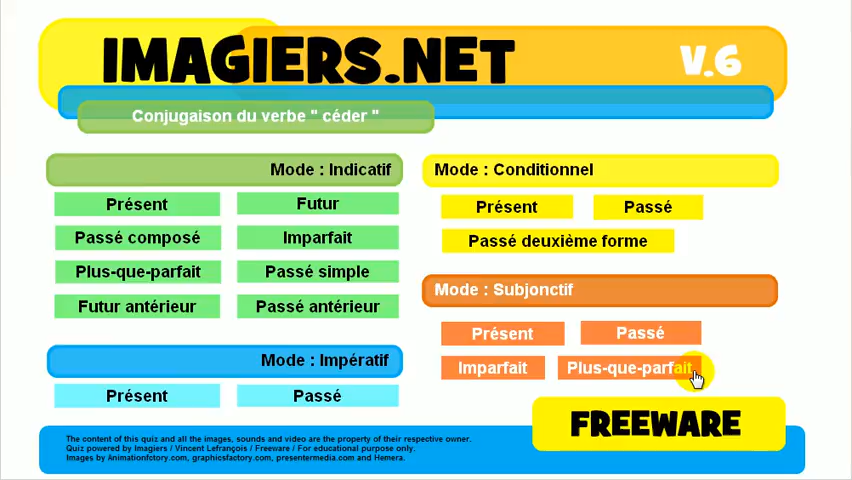 IMAGIERS.NET
V.6
Conjugaison du verbe " céder "
Mode : Indicatif
Présent
Futur
Passé composé
Imparfait
Plus-que-parfait
Passé simple
Futur antérieur
Passé antérieur
Mode : Impératif
Présent
Passé
Mode : Conditionnel
Présent
Passé
Passé deuxième forme
Mode : Subjonctif
Présent
Passé
Imparfait
Plus-que-parfait
FREEWARE
The content of this quiz and all the images, sounds and video are the property of their respective owner.
Quiz powered by Imagiers / Vincent Lefrançois / Freeware / For educational purpose only.
Images by Animationfctory.com, graphicsfactory.com, presentermedia.com and Hemera.